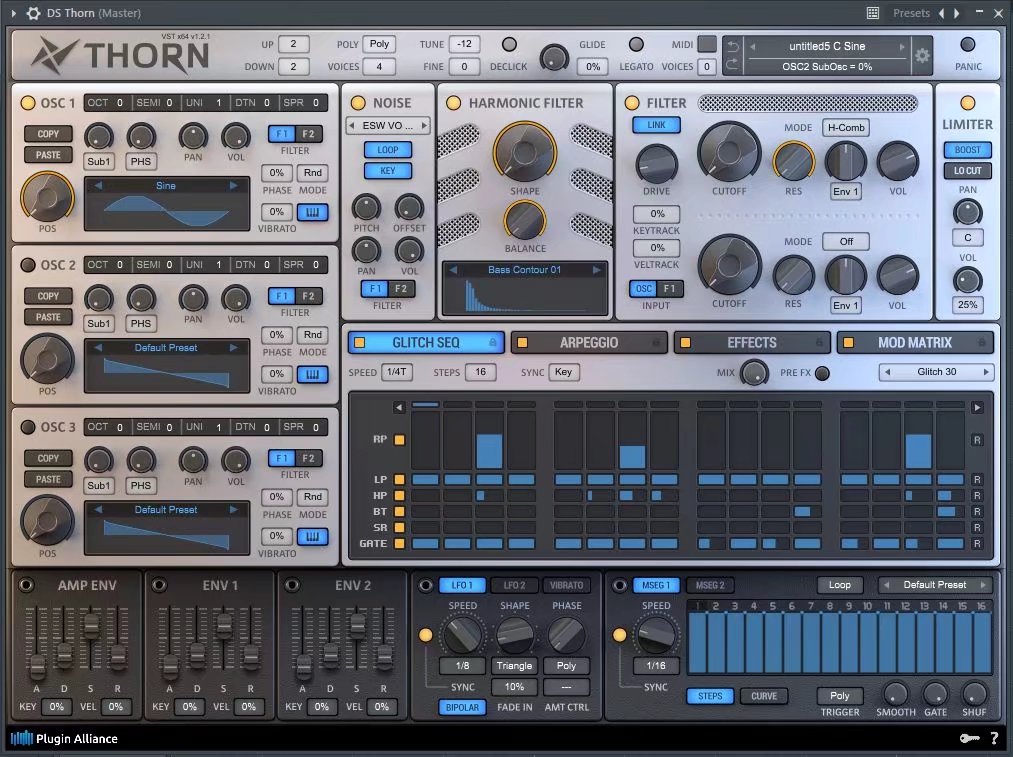 DS Thorn (Master) Presets
VST x64 v1.2.1
THORN
UP 2 POLY Poly TUNE -12 GLIDE MIDI
DOWN 2 VOICES 4 FINE 0 DECLICK 0% LEGATO VOICES 0
untitled5 C Sine
OSC2 SubOsc = 0%
PANIC
OSC 1 OCT 0 SEMI 0 UNI 1 DTN 0 SPR 0
COPY
PASTE
Sub1 PHS PAN VOL
F 1 F 2
FILTER
0% Rnd
PHASE MODE
Sine
0%
VIBRATO
POS
OSC 2 OCT 0 SEMI 0 UNI 1 DTN 0 SPR 0
COPY
PASTE
Sub1 PHS PAN VOL
F 1 F 2
FILTER
0% Rnd
PHASE MODE
Default Preset
0%
VIBRATO
POS
OSC 3 OCT 0 SEMI 0 UNI 1 DTN 0 SPR 0
COPY
PASTE
Sub1 PHS PAN VOL
F 1 F 2
FILTER
0% Rnd
PHASE MODE
Default Preset
0%
VIBRATO
POS
NOISE
ESW VO ...
LOOP
KEY
PITCH OFFSET
PAN VOL
F 1 F 2
FILTER
HARMONIC FILTER
SHAPE
BALANCE
Bass Contour 01
FILTER
LINK
MODE H-Comb
DRIVE CUTOFF RES Env 1 VOL
0%
KEYTRACK
0%
VELTRACK
OSC F 1
INPUT
MODE Off
CUTOFF RES Env 1 VOL
LIMITER
BOOST
LO CUT
PAN
C
VOL
25%
GLITCH SEQ ARPEGGIO EFFECTS MOD MATRIX
SPEED 1/4T STEPS 16 SYNC Key MIX PRE FX Glitch 30
RP R
LP R
HP R
BT R
SR R
GATE R
AMP ENV
A D S R
KEY 0% VEL 0%
ENV 1
A D S R
KEY 0% VEL 0%
ENV 2
A D S R
KEY 0% VEL 0%
LFO 1 LFO 2 VIBRATO
SPEED SHAPE PHASE
1/8 Triangle Poly
SYNC 10% ---
BIPOLAR FADE IN AMT CTRL
MSEG 1 MSEG 2 Loop Default Preset
SPEED
1 2 3 4 5 6 7 8 9 10 11 12 13 14 15 16
1/16
SYNC
STEPS CURVE Poly
TRIGGER SMOOTH GATE SHUF
Plugin Alliance ?